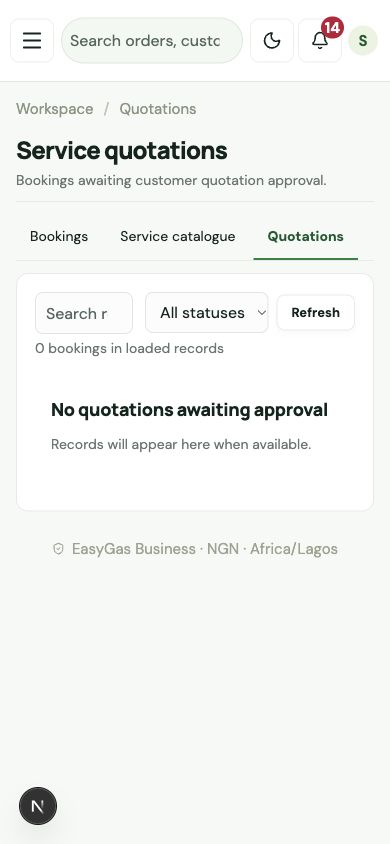 Search orders, custo
14
S
Workspace / Quotations
Service quotations
Bookings awaiting customer quotation approval.
Bookings Service catalogue Quotations
Search r All statuses Refresh
0 bookings in loaded records
No quotations awaiting approval
Records will appear here when available.
EasyGas Business · NGN · Africa/Lagos
N